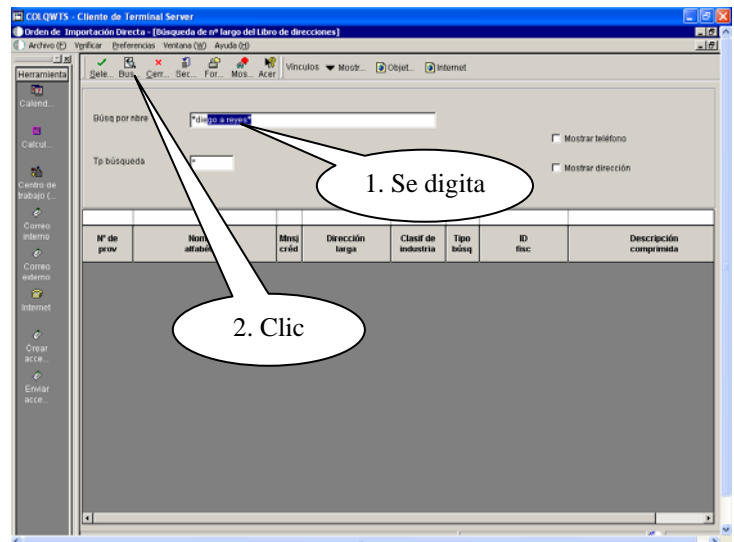 COLQWTS - Cliente de Terminal Server
Orden de Importación Directa - [Búsqueda de nº largo del Libro de direcciones]
Archivo (F) Verificar Preferencias Ventana (W) Ayuda (H)
Herramienta
Sele... Bus... Cerr... Sec... For... Mos... Acer
Vínculos Mostr... Objet... Internet
Calend...
Calcul...
Centro de
trabajo (...
Correo
interno
Correo
externo
Internet
Crear
acce...
Enviar
acce...
Búsq por nbre
*diego a reyes*
Mostrar teléfono
Tp búsqueda
*
Mostrar dirección
1. Se digita
Nº de
prov
Nom
alfabé
Mnsj
créd
Dirección
larga
Clasif de
industria
Tipo
búsq
ID
fisc
Descripción
comprimida
2. Clic